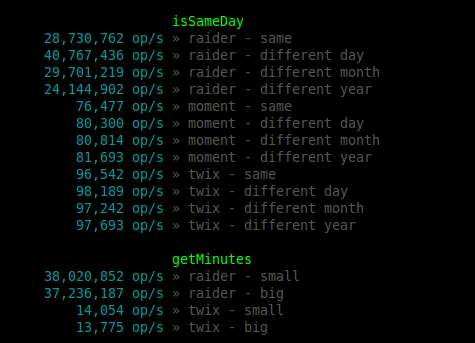 isSameDay
28,730,762 op/s » raider - same
40,767,436 op/s » raider - different day
29,701,219 op/s » raider - different month
24,144,902 op/s » raider - different year
76,477 op/s » moment - same
80,300 op/s » moment - different day
80,814 op/s » moment - different month
81,693 op/s » moment - different year
96,542 op/s » twix - same
98,189 op/s » twix - different day
97,242 op/s » twix - different month
97,693 op/s » twix - different year
getMinutes
38,020,852 op/s » raider - small
37,236,187 op/s » raider - big
14,054 op/s » twix - small
13,775 op/s » twix - big